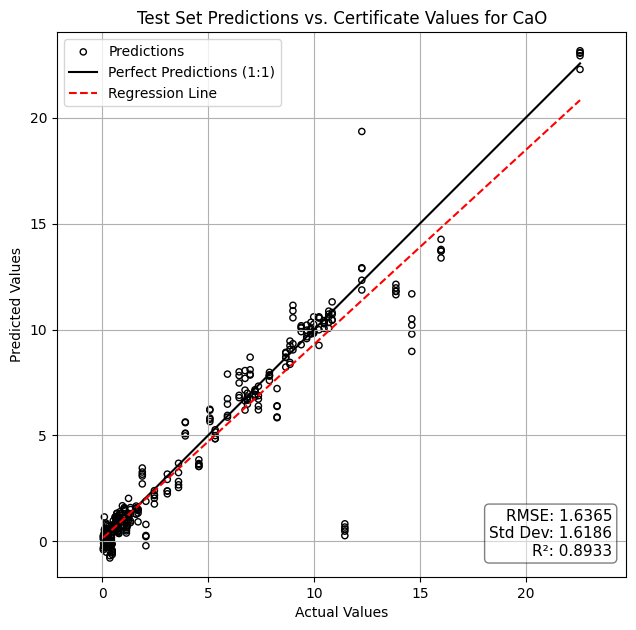 Test Set Predictions vs. Certificate Values for CaO
Predictions
Perfect Predictions (1:1)
Regression Line
20
15
10
5
0
Predicted Values
RMSE: 1.6365
Std Dev: 1.6186
R²: 0.8933
0 5 10 15 20
Actual Values